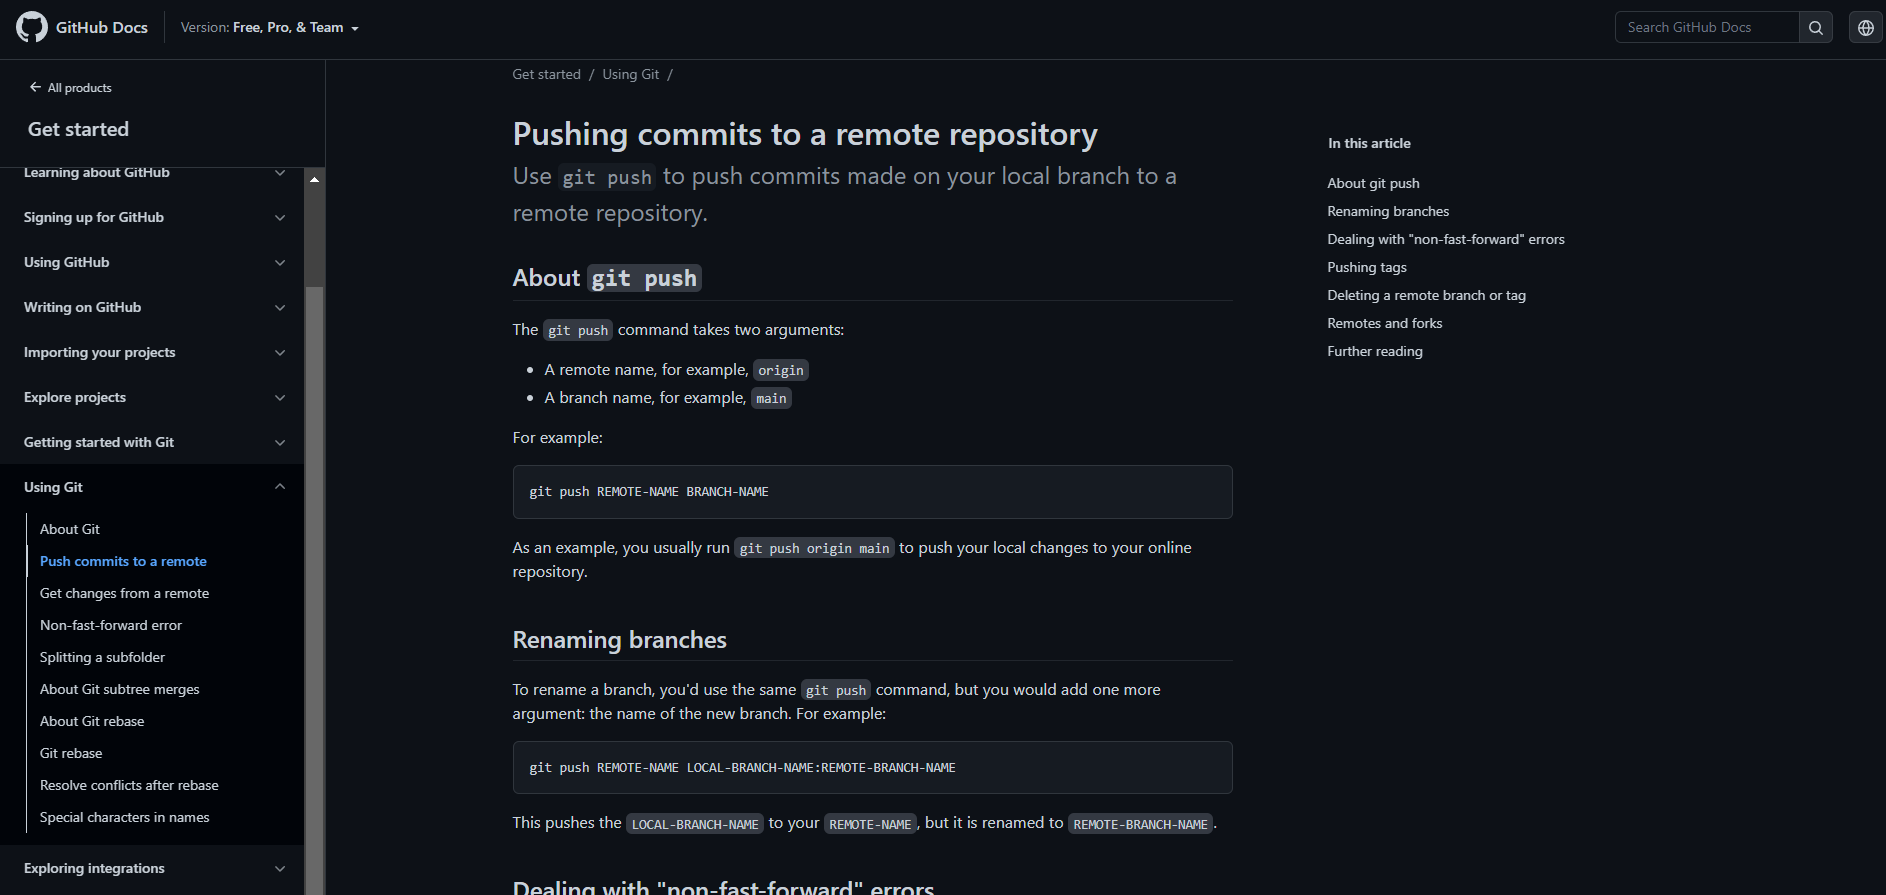 GitHub Docs
Version: Free, Pro, & Team
Search GitHub Docs
All products
Get started
Learning about GitHub
Signing up for GitHub
Using GitHub
Writing on GitHub
Importing your projects
Explore projects
Getting started with Git
Using Git
About Git
Push commits to a remote
Get changes from a remote
Non-fast-forward error
Splitting a subfolder
About Git subtree merges
About Git rebase
Git rebase
Resolve conflicts after rebase
Special characters in names
Exploring integrations
Get started / Using Git /
Pushing commits to a remote repository
Use git push to push commits made on your local branch to a
remote repository.
About git push
The git push command takes two arguments:
• A remote name, for example, origin
• A branch name, for example, main
For example:
git push REMOTE-NAME BRANCH-NAME
As an example, you usually run git push origin main to push your local changes to your online
repository.
Renaming branches
To rename a branch, you'd use the same git push command, but you would add one more
argument: the name of the new branch. For example:
git push REMOTE-NAME LOCAL-BRANCH-NAME:REMOTE-BRANCH-NAME
This pushes the LOCAL-BRANCH-NAME to your REMOTE-NAME, but it is renamed to REMOTE-BRANCH-NAME.
Dealing with "non-fast-forward" errors
In this article
About git push
Renaming branches
Dealing with "non-fast-forward" errors
Pushing tags
Deleting a remote branch or tag
Remotes and forks
Further reading